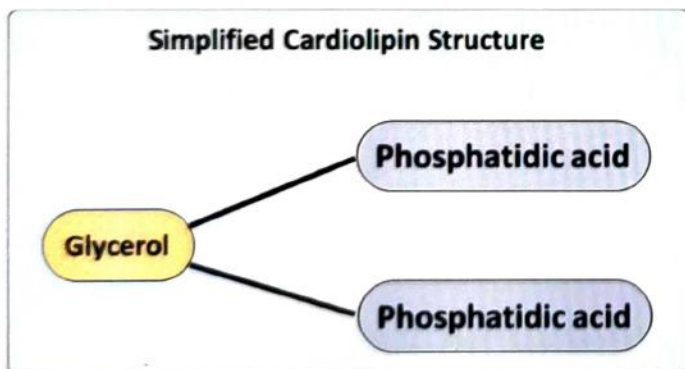 Simplified Cardiolipin Structure
Phosphatidic acid
Glycerol
Phosphatidic acid